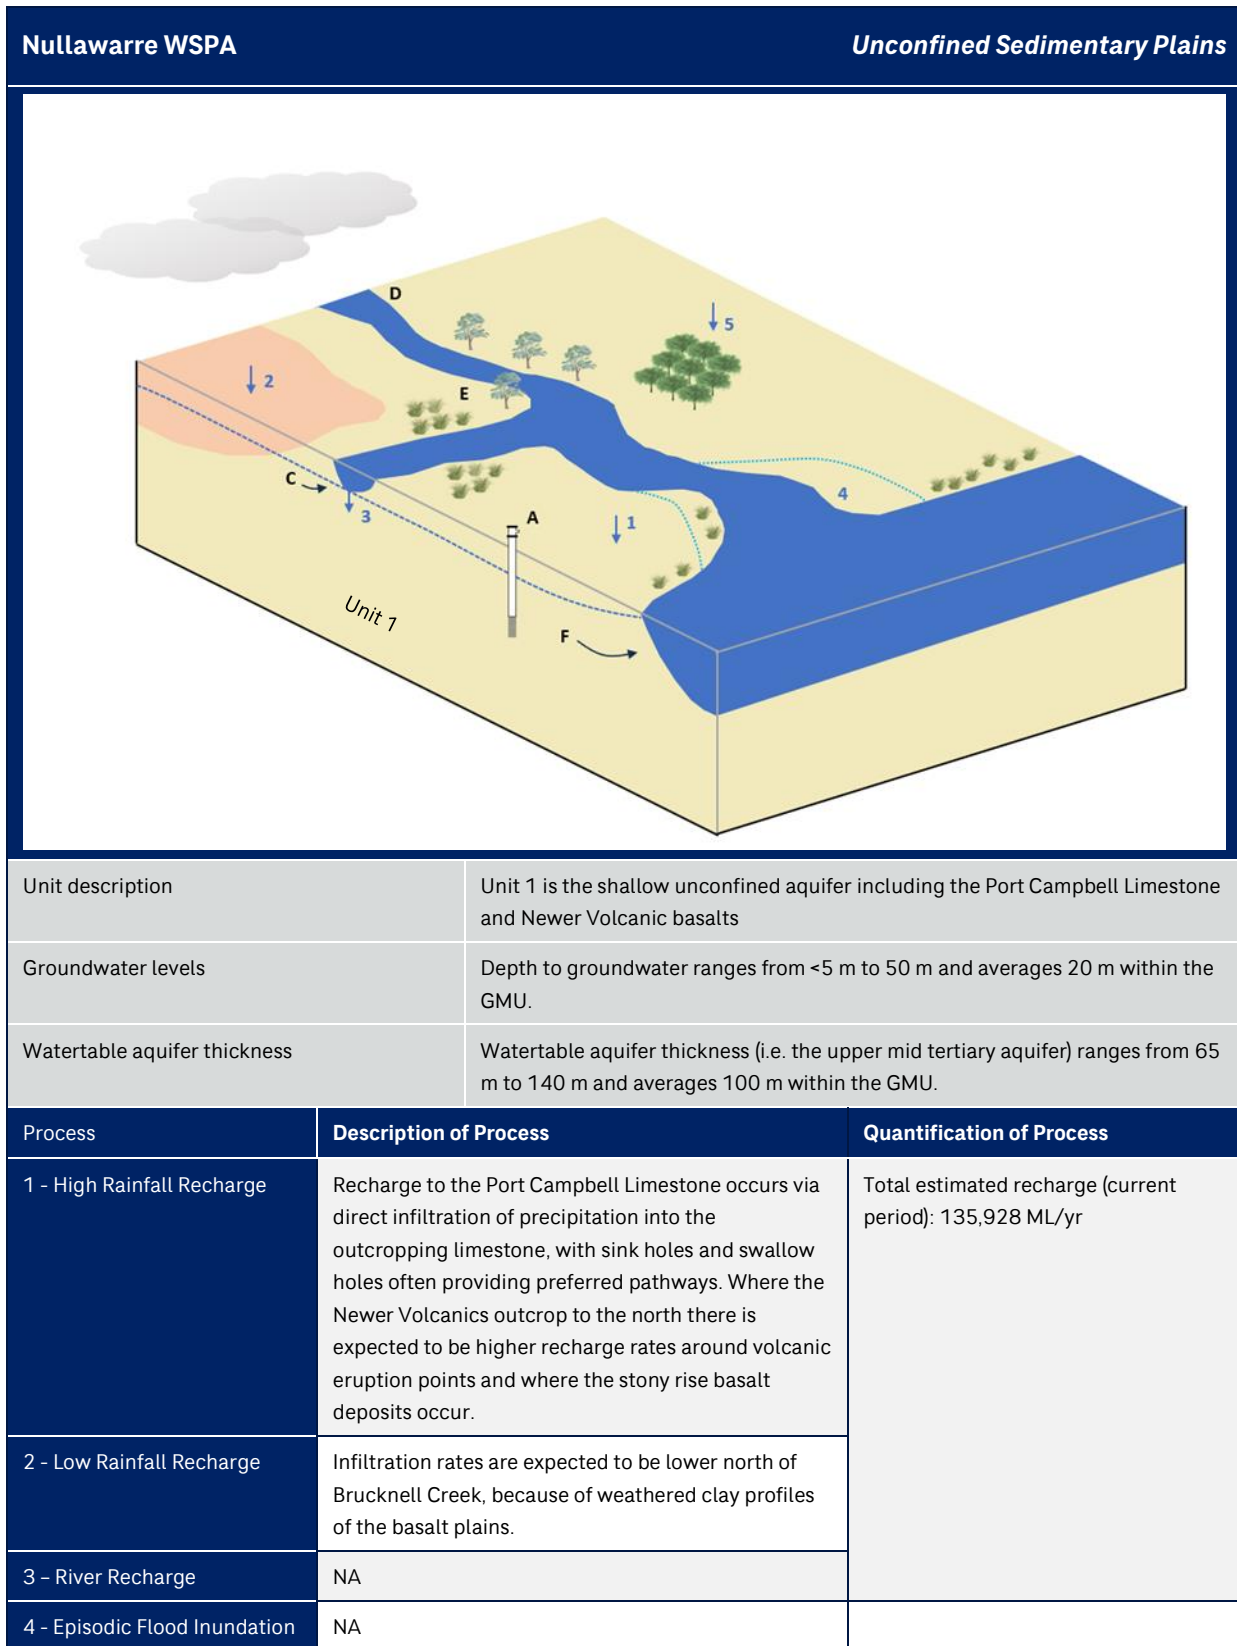 Nullawarre WSPA
Unconfined Sedimentary Plains
D
5
2
E
C
4
3
A
1
Unit 1
F
Unit description
Unit 1 is the shallow unconfined aquifer including the Port Campbell Limestone
and Newer Volcanic basalts
Groundwater levels
Depth to groundwater ranges from <5 m to 50 m and averages 20 m within the
GMU.
Watertable aquifer thickness
Watertable aquifer thickness (i.e. the upper mid tertiary aquifer) ranges from 65
m to 140 m and averages 100 m within the GMU.
Process
Description of Process
Quantification of Process
1 - High Rainfall Recharge
Recharge to the Port Campbell Limestone occurs via
direct infiltration of precipitation into the
outcropping limestone, with sink holes and swallow
holes often providing preferred pathways. Where the
Newer Volcanics outcrop to the north there is
expected to be higher recharge rates around volcanic
eruption points and where the stony rise basalt
deposits occur.
Total estimated recharge (current
period): 135,928 ML/yr
2 - Low Rainfall Recharge
Infiltration rates are expected to be lower north of
Brucknell Creek, because of weathered clay profiles
of the basalt plains.
3 – River Recharge
NA
4 - Episodic Flood Inundation
NA